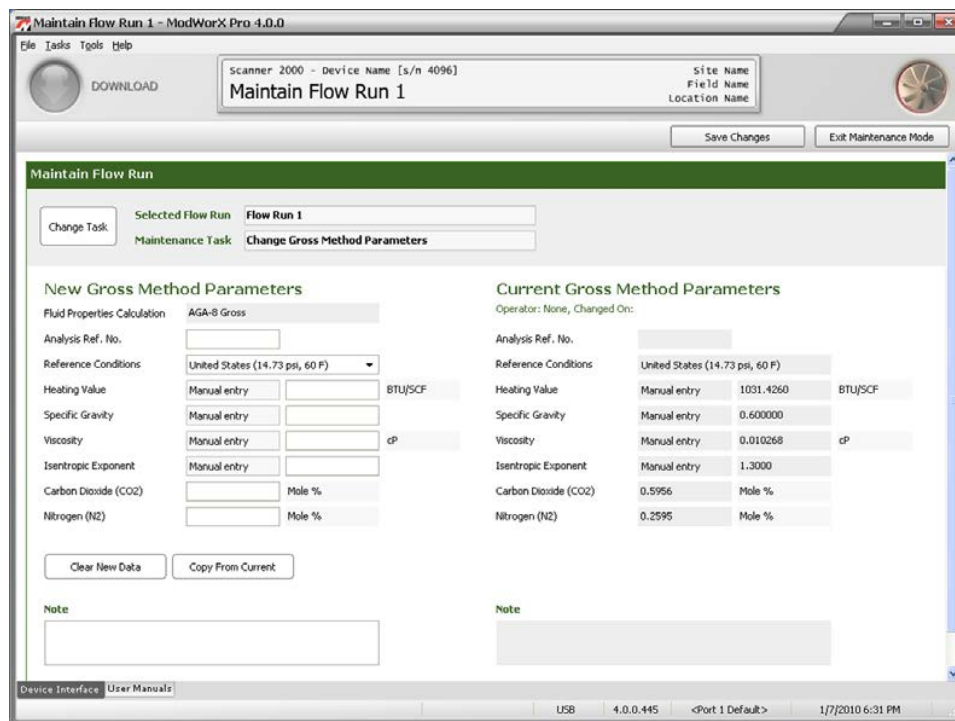 Maintain Flow Run 1 - ModWorX Pro 4.0.0
File Tasks Tools Help
DOWNLOAD
Scanner 2000 - Device Name [s/n 4096]
Maintain Flow Run 1
Site Name
Field Name
Location Name
Save Changes
Exit Maintenance Mode
Maintain Flow Run
Change Task
Selected Flow Run Flow Run 1
Maintenance Task Change Gross Method Parameters
New Gross Method Parameters
Fluid Properties Calculation AGA-8 Gross
Analysis Ref. No.
Reference Conditions United States (14.73 psi, 60 F)
Heating Value Manual entry BTU/SCF
Specific Gravity Manual entry
Viscosity Manual entry cP
Isentropic Exponent Manual entry
Carbon Dioxide (CO2) Mole %
Nitrogen (N2) Mole %
Clear New Data
Copy From Current
Note
Current Gross Method Parameters
Operator: None, Changed On:
Analysis Ref. No.
Reference Conditions United States (14.73 psi, 60 F)
Heating Value Manual entry 1031.4260 BTU/SCF
Specific Gravity Manual entry 0.600000
Viscosity Manual entry 0.010268 cP
Isentropic Exponent Manual entry 1.3000
Carbon Dioxide (CO2) 0.5956 Mole %
Nitrogen (N2) 0.2595 Mole %
Note
Device Interface User Manuals
USB 4.0.0.445 <Port 1 Default> 1/7/2010 6:31 PM